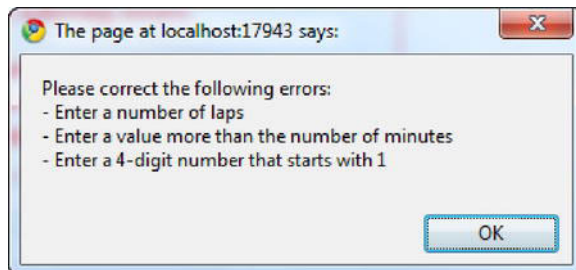 The page at localhost:17943 says:
Please correct the following errors:
- Enter a number of laps
- Enter a value more than the number of minutes
- Enter a 4-digit number that starts with 1
OK